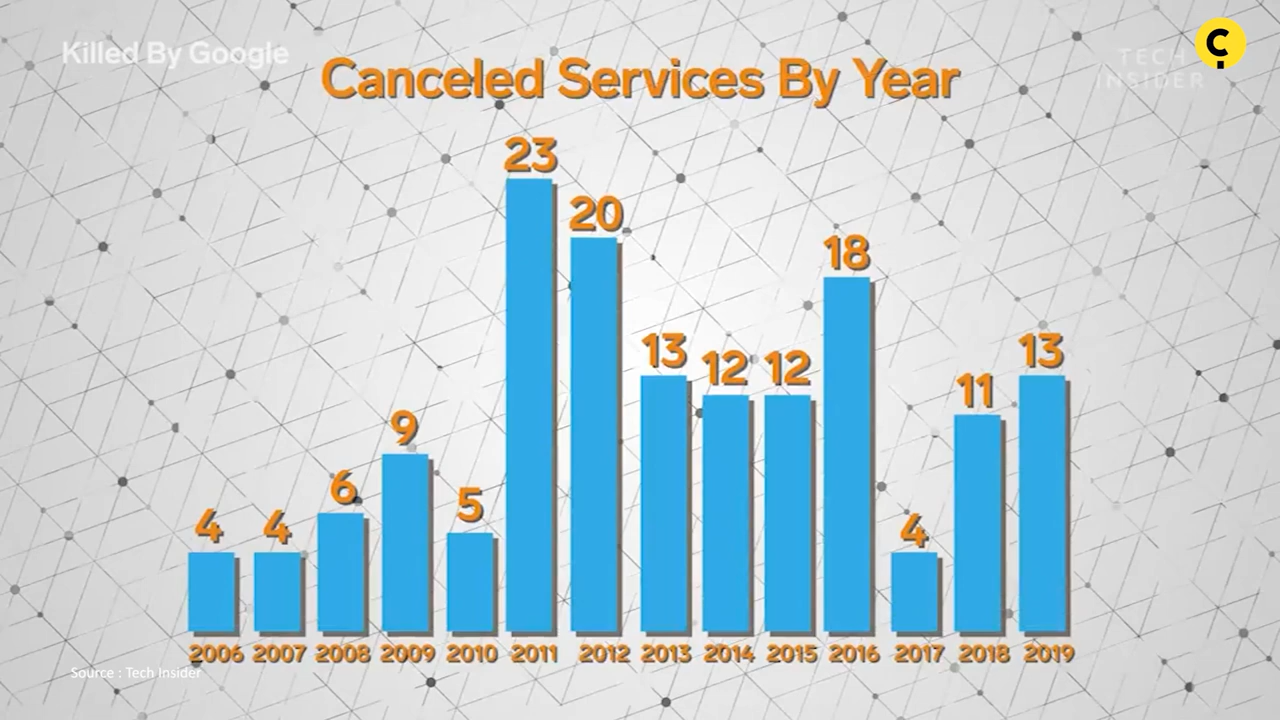 Killed By Google
TECH
INSIDER
Ç
Canceled Services By Year
23
20
18
13
12
12
13
11
9
6
5
4
4
4
2006 2007 2008 2009 2010 2011 2012 2013 2014 2015 2016 2017 2018 2019
Source : Tech Insider